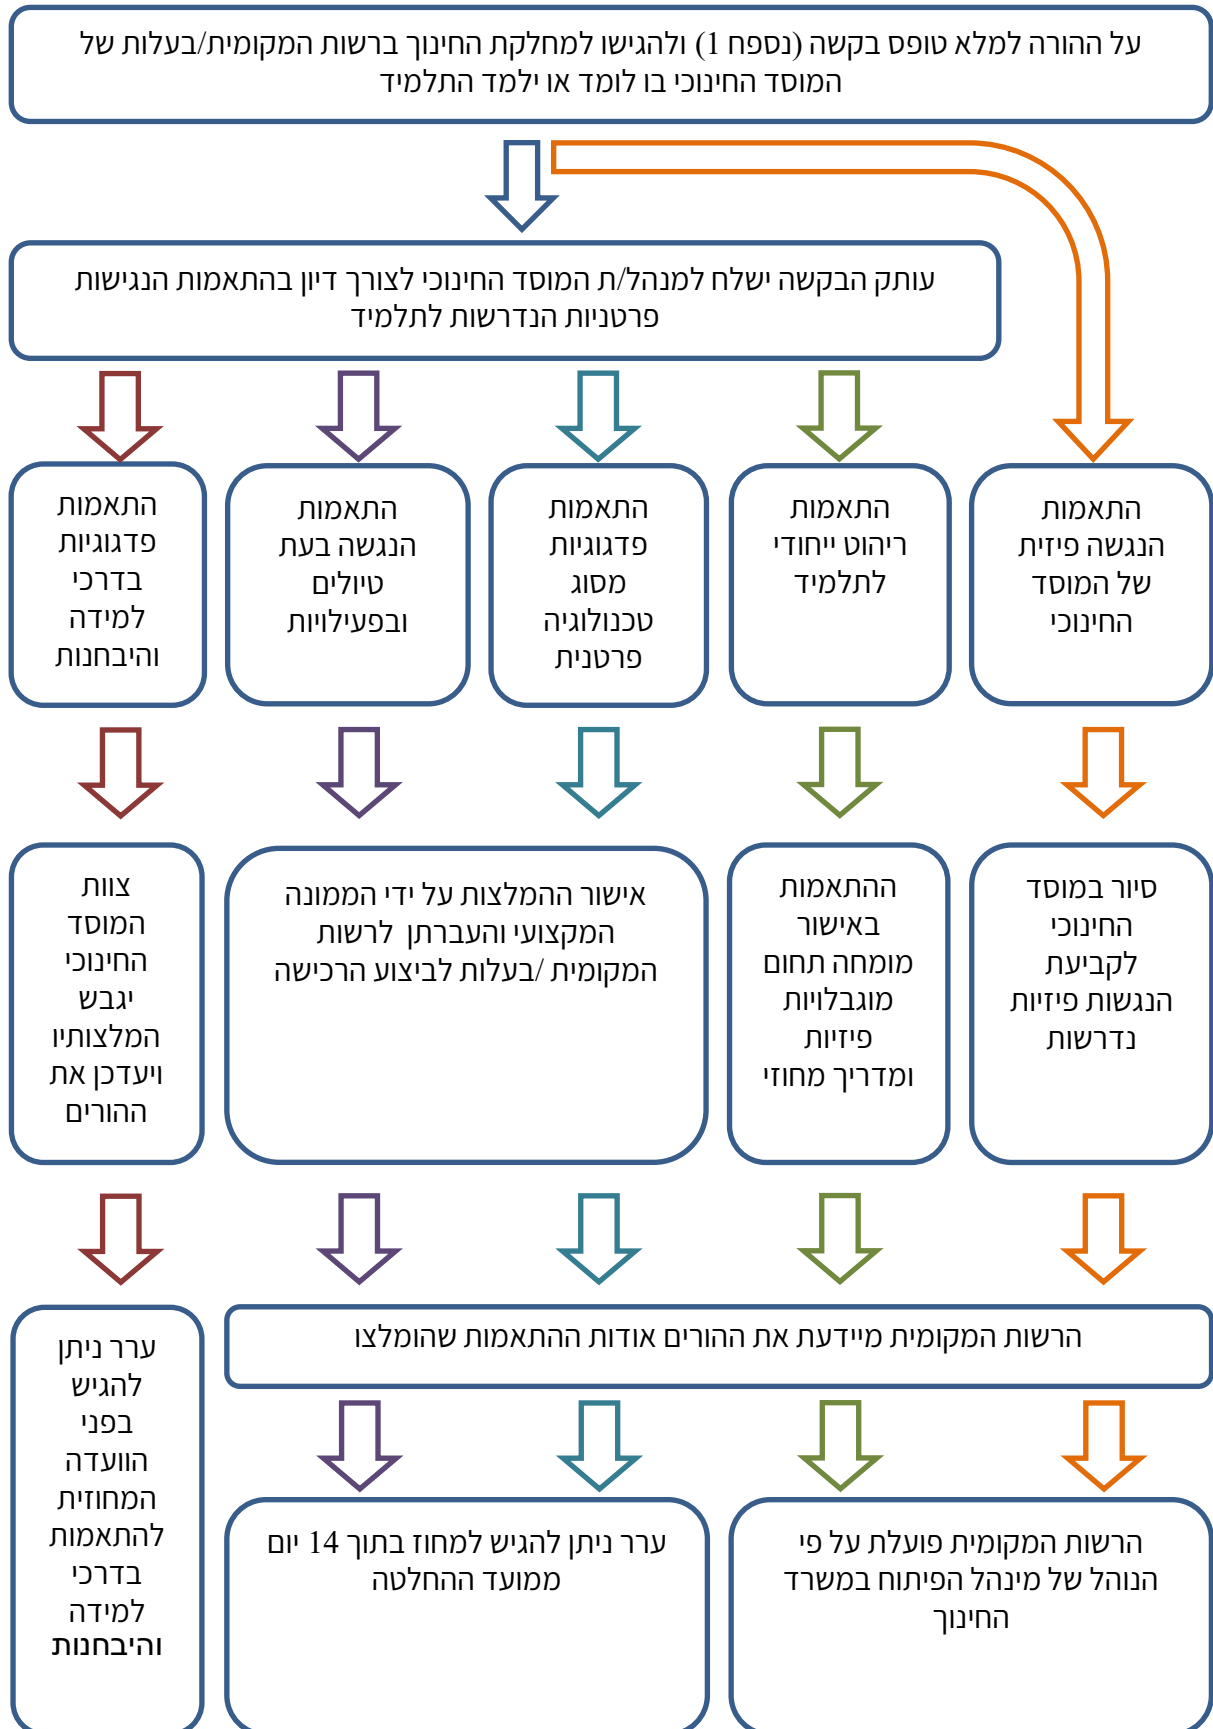 על ההורה למלא טופס בקשה (נספח 1) ולהגישו למחלקת החינוך ברשות המקומית/בעלות של
המוסד החינוכי בו לומד או ילמד התלמיד
עותק הבקשה ישלח למנהל/ת המוסד החינוכי לצורך דיון בהתאמות הנגישות
פרטניות הנדרשות לתלמיד
התאמות
הנגשה פיזית
של המוסד
החינוכי
התאמות
ריהוט ייחודי
לתלמיד
התאמות
פדגוגיות
מסוג
טכנולוגיה
פרטנית
התאמות
הנגשה בעת
טיולים
ובפעילויות
התאמות
פדגוגיות
בדרכי
למידה
והיבחנות
סיור במוסד
החינוכי
לקביעת
הנגשות פיזיות
נדרשות
ההתאמות
באישור
מומחה תחום
מוגבלויות
פיזיות
ומדריך מחוזי
אישור ההמלצות על ידי הממונה
המקצועי והעברתן לרשות
המקומית /בעלות לביצוע הרכישה
צוות
המוסד
החינוכי
יגבש
המלצותיו
ויעדכן את
ההורים
הרשות המקומית מיידעת את ההורים אודות ההתאמות שהומלצו
הרשות המקומית פועלת על פי
הנוהל של מינהל הפיתוח במשרד
החינוך
ערר ניתן להגיש למחוז בתוך 14 יום
ממועד ההחלטה
ערר ניתן
להגיש
בפני
הוועדה
המחוזית
להתאמות
בדרכי
למידה
והיבחנות